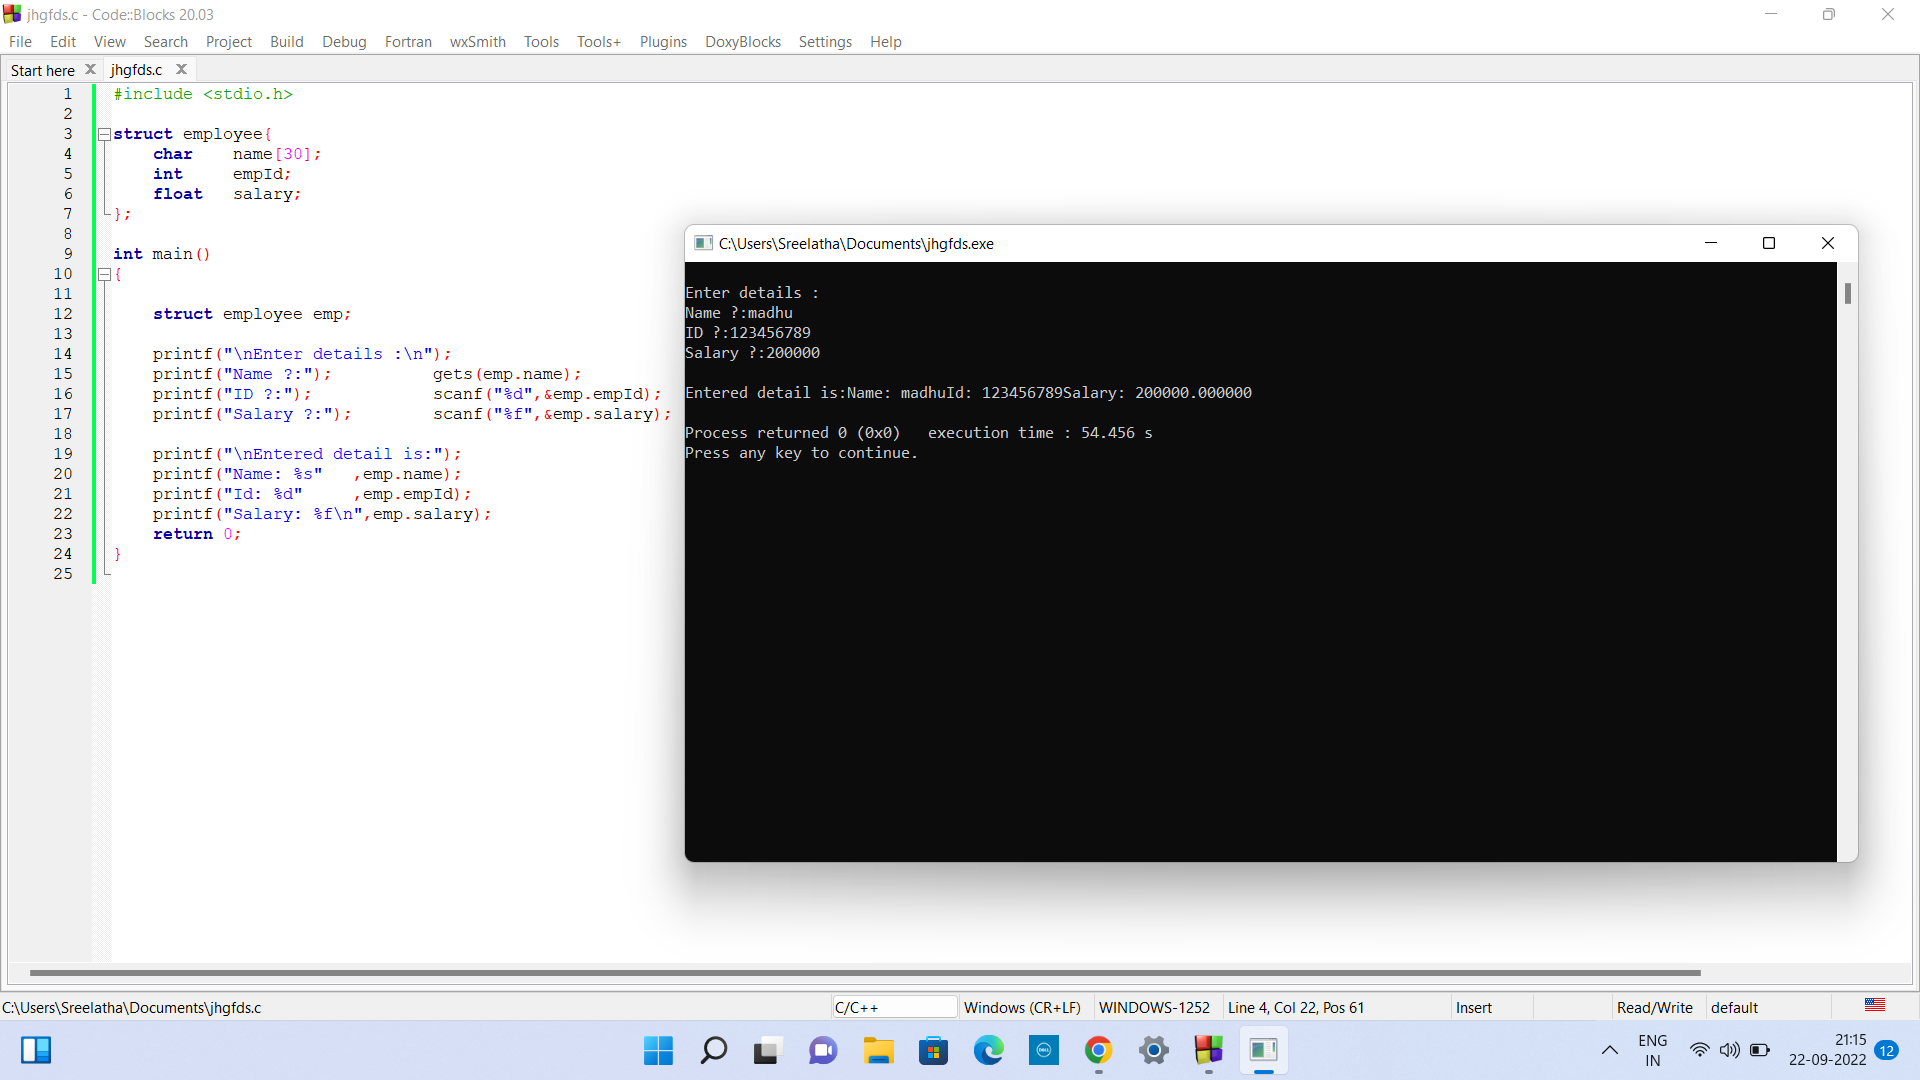 jhgfds.c - Code::Blocks 20.03
File Edit View Search Project Build Debug Fortran wxSmith Tools Tools+ Plugins DoxyBlocks Settings Help
Start here jhgfds.c
1 #include <stdio.h>
2
3 struct employee{
4 char name[30];
5 int empId;
6 float salary;
7 };
8
9 int main()
10 {
11
12 struct employee emp;
13
14 printf("\nEnter details :\n");
15 printf("Name ?:"); gets(emp.name);
16 printf("ID ?:"); scanf("%d",&emp.empId);
17 printf("Salary ?:"); scanf("%f",&emp.salary);
18
19 printf("\nEntered detail is:");
20 printf("Name: %s" ,emp.name);
21 printf("Id: %d" ,emp.empId);
22 printf("Salary: %f\n",emp.salary);
23 return 0;
24 }
25
C:\Users\Sreelatha\Documents\jhgfds.exe
Enter details :
Name ?:madhu
ID ?:123456789
Salary ?:200000
Entered detail is:Name: madhuId: 123456789Salary: 200000.000000
Process returned 0 (0x0) execution time : 54.456 s
Press any key to continue.
C:\Users\Sreelatha\Documents\jhgfds.c C/C++ Windows (CR+LF) WINDOWS-1252 Line 4, Col 22, Pos 61 Insert Read/Write default
DELL
ENG
IN
21:15
22-09-2022
12